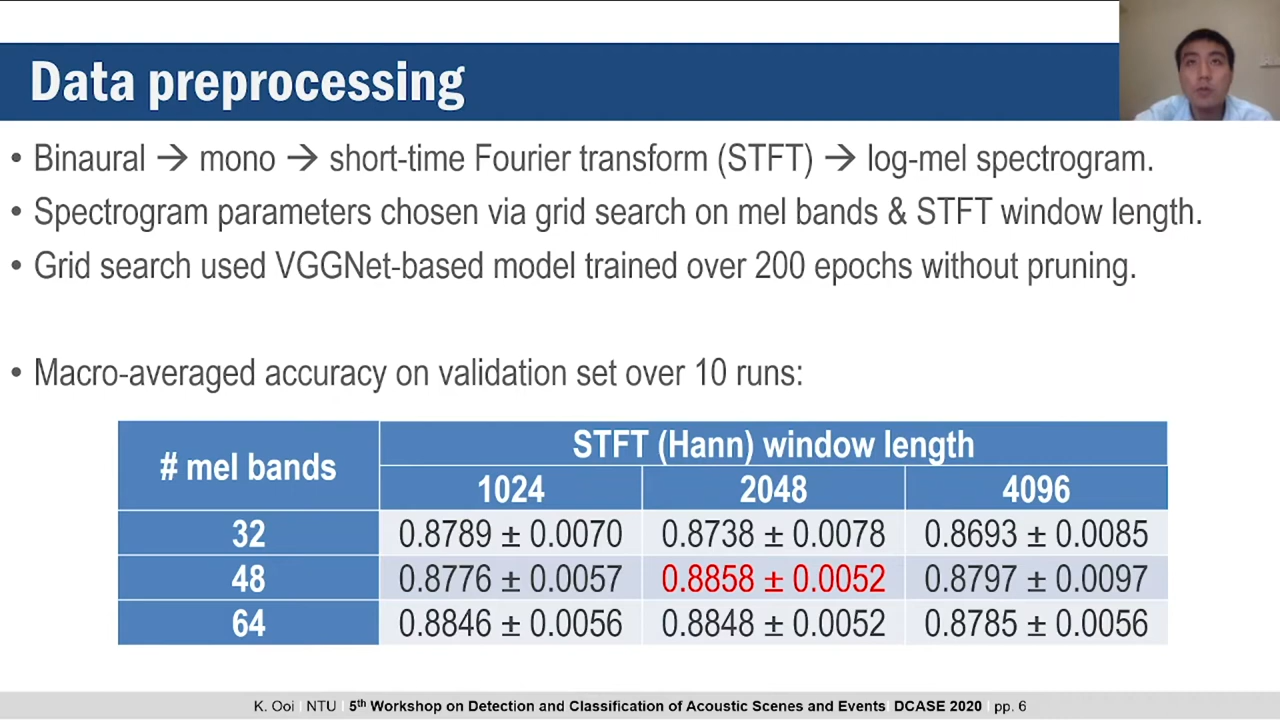 Data preprocessing
• Binaural → mono → short-time Fourier transform (STFT) → log-mel spectrogram.
• Spectrogram parameters chosen via grid search on mel bands & STFT window length.
• Grid search used VGGNet-based model trained over 200 epochs without pruning.
• Macro-averaged accuracy on validation set over 10 runs:
# mel bands
STFT (Hann) window length
1024 2048 4096
32 0.8789 ± 0.0070 0.8738 ± 0.0078 0.8693 ± 0.0085
48 0.8776 ± 0.0057 0.8858 ± 0.0052 0.8797 ± 0.0097
64 0.8846 ± 0.0056 0.8848 ± 0.0052 0.8785 ± 0.0056
K. Ooi | NTU | 5th Workshop on Detection and Classification of Acoustic Scenes and Events | DCASE 2020 | pp. 6